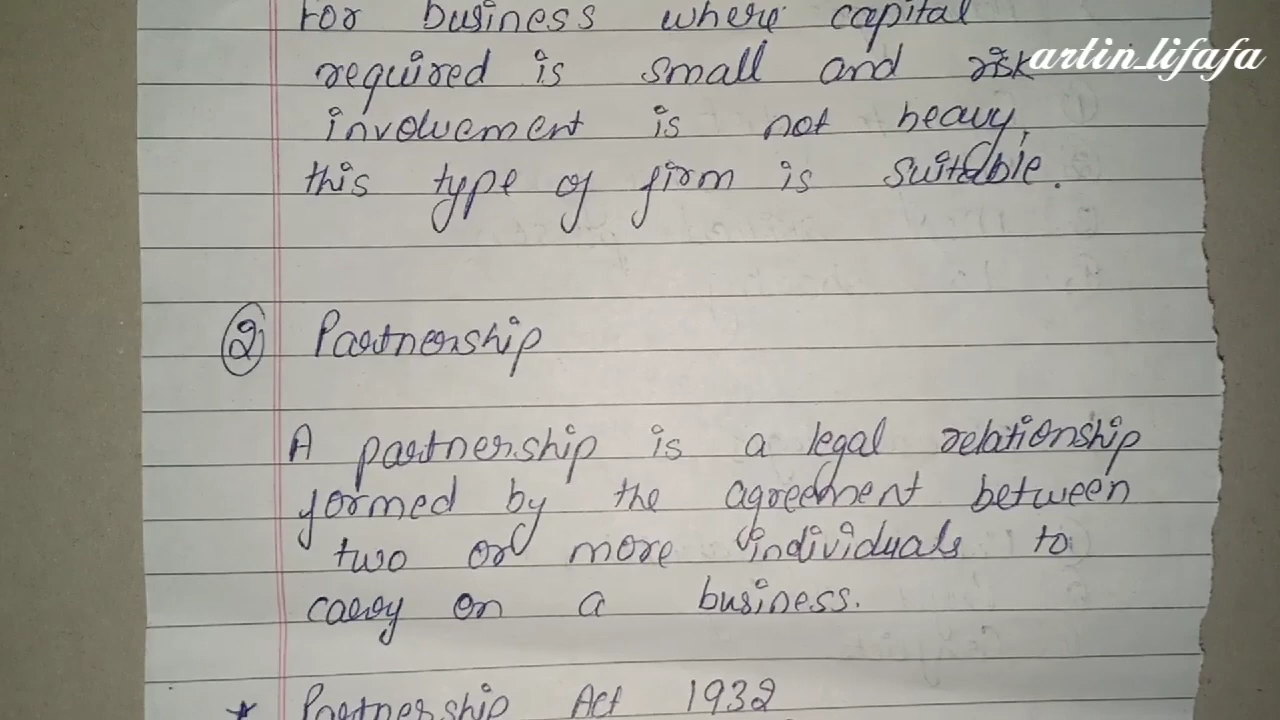 For business where capital
required is small and risk
artin_lifafa
involvement is not heavy,
this type of firm is suitable.
② Partnership
A partnership is a legal relationship
formed by the agreement between
two or more individuals to
carry on a business.
★ Partnership Act 1932